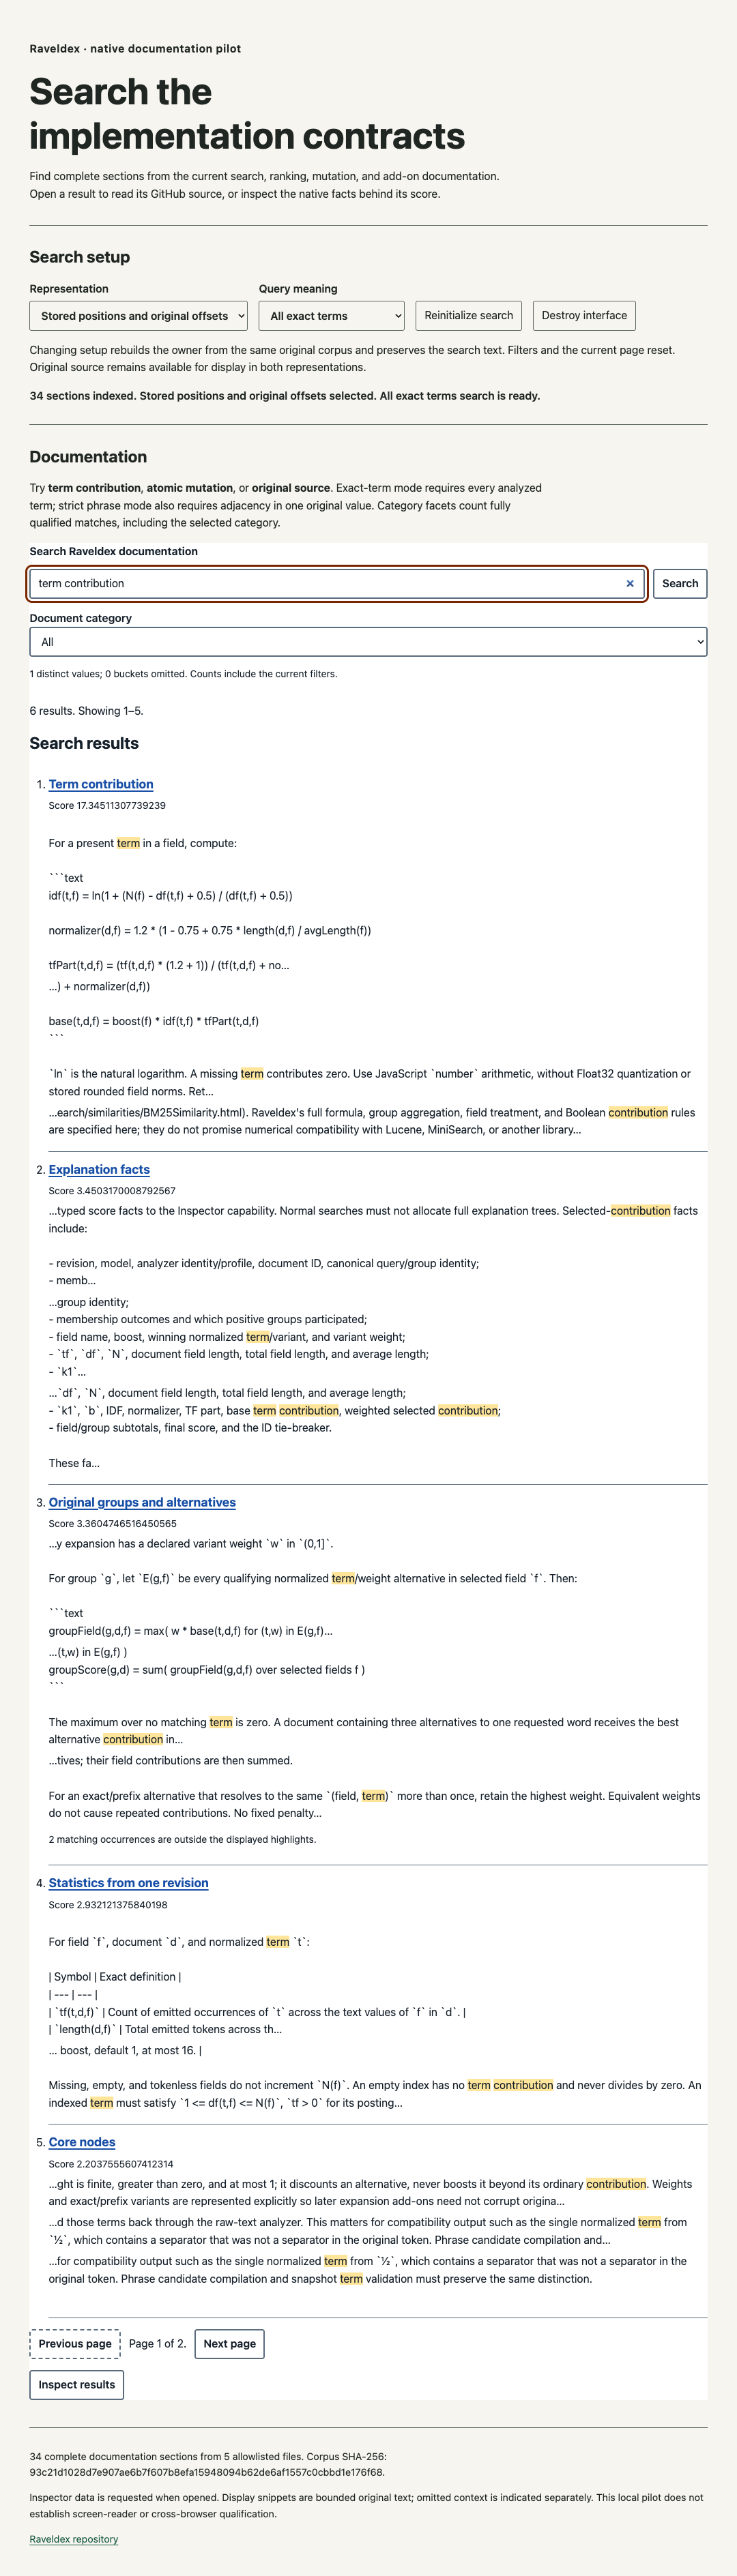 Raveldex · native documentation pilot
Search the
implementation contracts
Find complete sections from the current search, ranking, mutation, and add-on documentation.
Open a result to read its GitHub source, or inspect the native facts behind its score.
Search setup
Representation
Query meaning
Stored positions and original offsets
All exact terms
Reinitialize search
Destroy interface
Changing setup rebuilds the owner from the same original corpus and preserves the search text. Filters and the current page reset.
Original source remains available for display in both representations.
34 sections indexed. Stored positions and original offsets selected. All exact terms search is ready.
Documentation
Try term contribution, atomic mutation, or original source. Exact-term mode requires every analyzed
term; strict phrase mode also requires adjacency in one original value. Category facets count fully
qualified matches, including the selected category.
Search Raveldex documentation
term contribution
Search
Document category
All
1 distinct values; 0 buckets omitted. Counts include the current filters.
6 results. Showing 1–5.
Search results
1. Term contribution
Score 17.34511307739239
For a present term in a field, compute:
```text
idf(t,f) = ln(1 + (N(f) - df(t,f) + 0.5) / (df(t,f) + 0.5))
normalizer(d,f) = 1.2 * (1 - 0.75 + 0.75 * length(d,f) / avgLength(f))
tfPart(t,d,f) = (tf(t,d,f) * (1.2 + 1)) / (tf(t,d,f) + no...
...) + normalizer(d,f))
base(t,d,f) = boost(f) * idf(t,f) * tfPart(t,d,f)
```
`ln` is the natural logarithm. A missing term contributes zero. Use JavaScript `number` arithmetic, without Float32 quantization or
stored rounded field norms. Ret...
...earch/similarities/BM25Similarity.html). Raveldex's full formula, group aggregation, field treatment, and Boolean contribution rules
are specified here; they do not promise numerical compatibility with Lucene, MiniSearch, or another library...
2. Explanation facts
Score 3.4503170008792567
...typed score facts to the Inspector capability. Normal searches must not allocate full explanation trees. Selected-contribution facts
include:
- revision, model, analyzer identity/profile, document ID, canonical query/group identity;
- memb...
...group identity;
- membership outcomes and which positive groups participated;
- field name, boost, winning normalized term/variant, and variant weight;
- `tf`, `df`, `N`, document field length, total field length, and average length;
- `k1`...
...`df`, `N`, document field length, total field length, and average length;
- `k1`, `b`, IDF, normalizer, TF part, base term contribution, weighted selected contribution;
- field/group subtotals, final score, and the ID tie-breaker.
These fa...
3. Original groups and alternatives
Score 3.3604746516450565
...y expansion has a declared variant weight `w` in `(0,1]`.
For group `g`, let `E(g,f)` be every qualifying normalized term/weight alternative in selected field `f`. Then:
```text
groupField(g,d,f) = max( w * base(t,d,f) for (t,w) in E(g,f)...
...(t,w) in E(g,f) )
groupScore(g,d) = sum( groupField(g,d,f) over selected fields f )
```
The maximum over no matching term is zero. A document containing three alternatives to one requested word receives the best
alternative contribution in...
...tives; their field contributions are then summed.
For an exact/prefix alternative that resolves to the same `(field, term)` more than once, retain the highest weight. Equivalent weights
do not cause repeated contributions. No fixed penalty...
2 matching occurrences are outside the displayed highlights.
4. Statistics from one revision
Score 2.932121375840198
For field `f`, document `d`, and normalized term `t`:
| Symbol | Exact definition |
| --- | --- |
| `tf(t,d,f)` | Count of emitted occurrences of `t` across the text values of `f` in `d`. |
| `length(d,f)` | Total emitted tokens across th...
... boost, default 1, at most 16. |
Missing, empty, and tokenless fields do not increment `N(f)`. An empty index has no term contribution and never divides by zero. An
indexed term must satisfy `1 <= df(t,f) <= N(f)`, `tf > 0` for its posting...
5. Core nodes
Score 2.2037555607412314
...ght is finite, greater than zero, and at most 1; it discounts an alternative, never boosts it beyond its ordinary contribution. Weights
and exact/prefix variants are represented explicitly so later expansion add-ons need not corrupt origina...
...d those terms back through the raw-text analyzer. This matters for compatibility output such as the single normalized term from
`½`, which contains a separator that was not a separator in the original token. Phrase candidate compilation and...
...for compatibility output such as the single normalized term from `½`, which contains a separator that was not a separator in the
original token. Phrase candidate compilation and snapshot term validation must preserve the same distinction.
Previous page
Page 1 of 2.
Next page
Inspect results
34 complete documentation sections from 5 allowlisted files. Corpus SHA-256:
93c21d1028d7e907ae6b7f607b8efa15948094b62de6af1557c0cbbd1e176f68.
Inspector data is requested when opened. Display snippets are bounded original text; omitted context is indicated separately. This local pilot does not
establish screen-reader or cross-browser qualification.
Raveldex repository